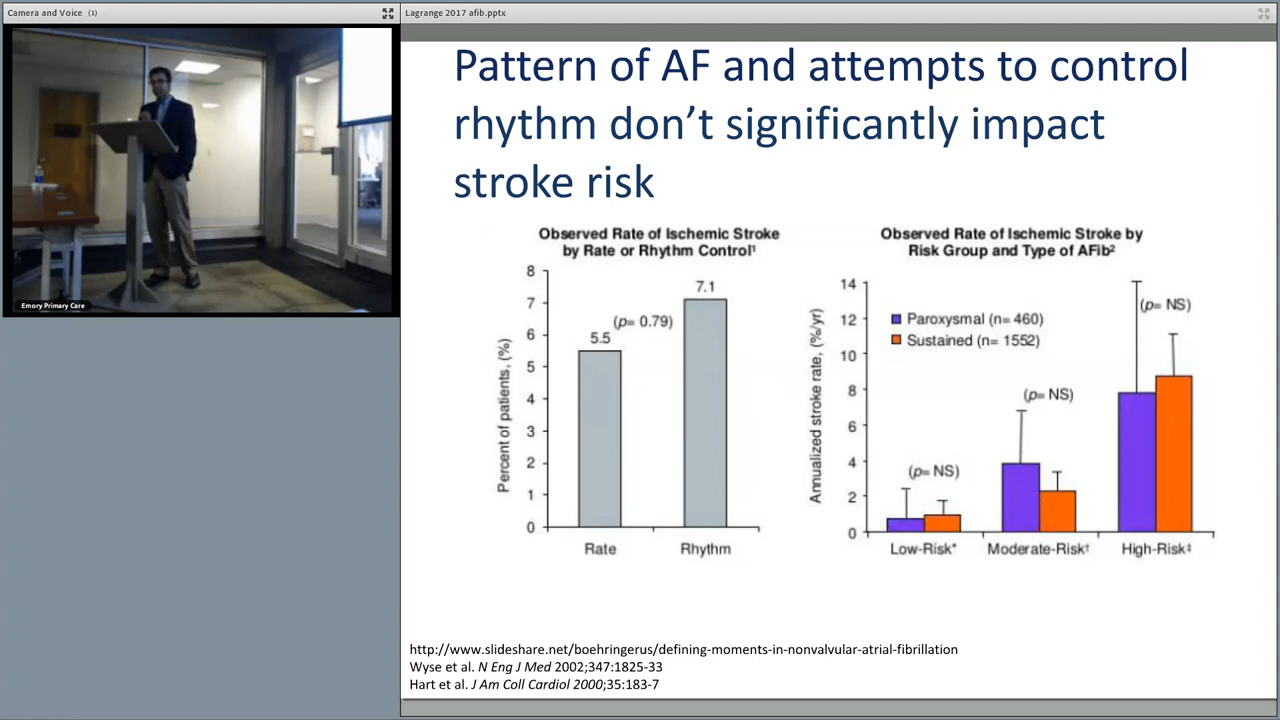 Camera and Voice (1)
Lagrange 2017 afib.pptx
Emory Primary Care
Pattern of AF and attempts to control
rhythm don’t significantly impact
stroke risk
Observed Rate of Ischemic Stroke
by Rate or Rhythm Control¹
Percent of patients, (%)
8
7
6
5
4
3
2
1
0
5.5
(p= 0.79)
7.1
Rate
Rhythm
Observed Rate of Ischemic Stroke by
Risk Group and Type of AFib²
Annualized stroke rate, (%/yr)
14
12
10
8
6
4
2
0
Paroxysmal (n= 460)
Sustained (n= 1552)
(p= NS)
(p= NS)
(p= NS)
Low-Risk*
Moderate-Risk†
High-Risk‡
http://www.slideshare.net/boehringerus/defining-moments-in-nonvalvular-atrial-fibrillation
Wyse et al. N Eng J Med 2002;347:1825-33
Hart et al. J Am Coll Cardiol 2000;35:183-7